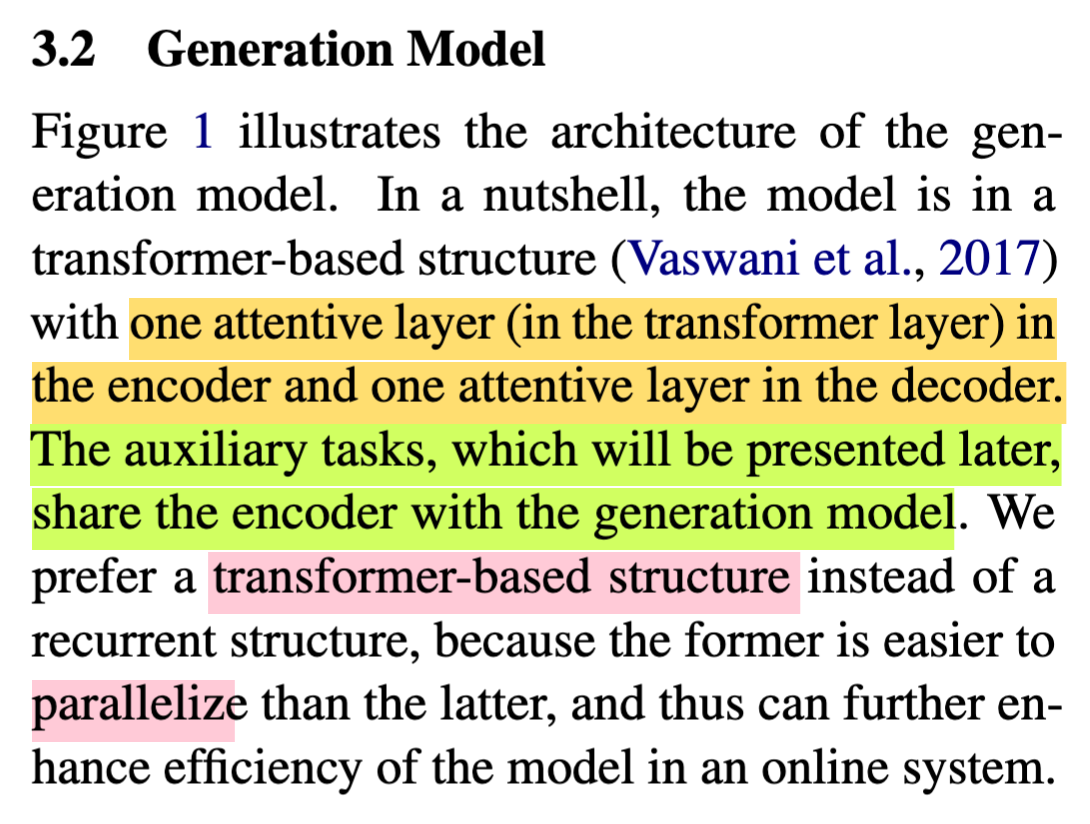 3.2 Generation Model
Figure 1 illustrates the architecture of the gen-
eration model. In a nutshell, the model is in a
transformer-based structure (Vaswani et al., 2017)
with one attentive layer (in the transformer layer) in
the encoder and one attentive layer in the decoder.
The auxiliary tasks, which will be presented later,
share the encoder with the generation model. We
prefer a transformer-based structure instead of a
recurrent structure, because the former is easier to
parallelize than the latter, and thus can further en-
hance efficiency of the model in an online system.